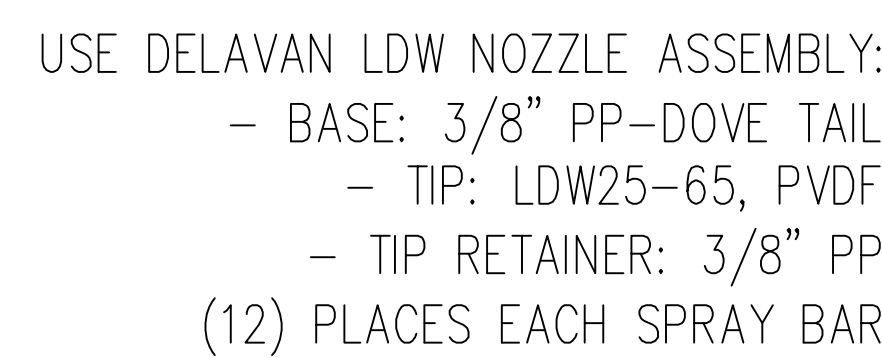 USE DELAVAN LDW NOZZLE ASSEMBLY:
- BASE: 3/8" PP-DOVE TAIL
- TIP: LDW25-65, PVDF
- TIP RETAINER: 3/8" PP
(12) PLACES EACH SPRAY BAR